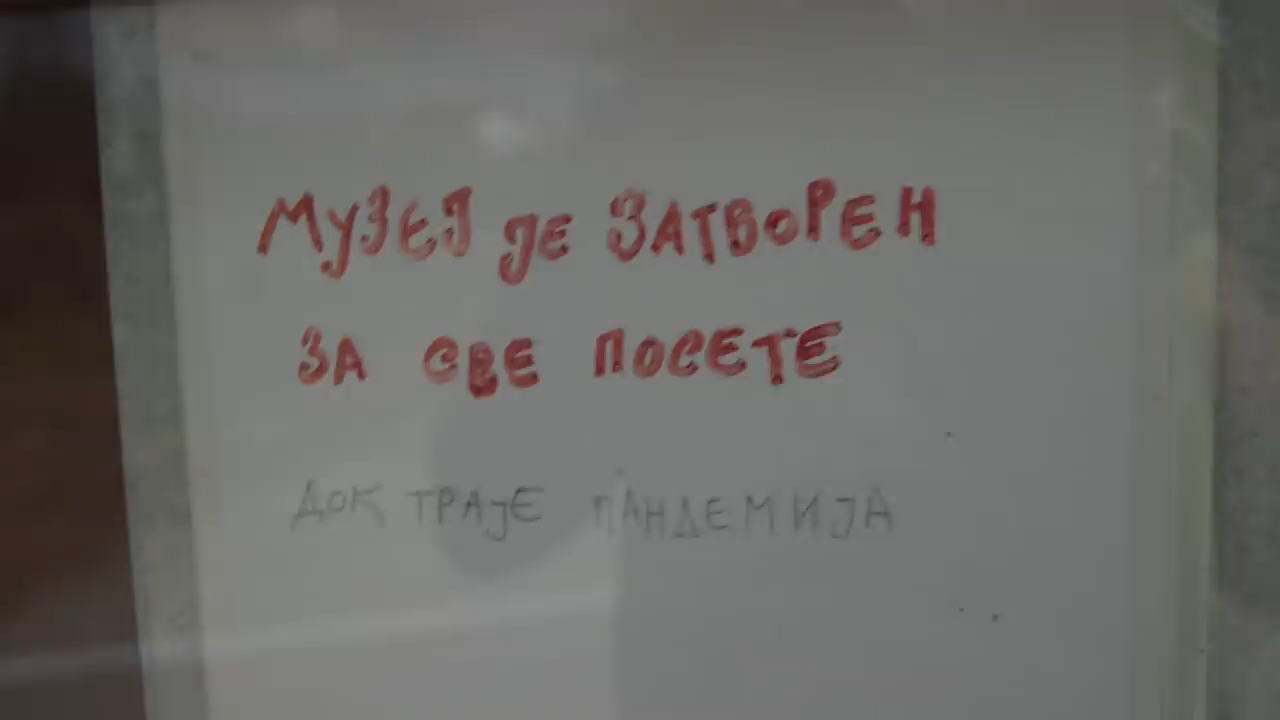 МУЗЕЈ ЈЕ ЗАТВОРЕН
ЗА СВЕ ПОСЕТЕ
ДОК ТРАЈЕ ПАНДЕМИЈА